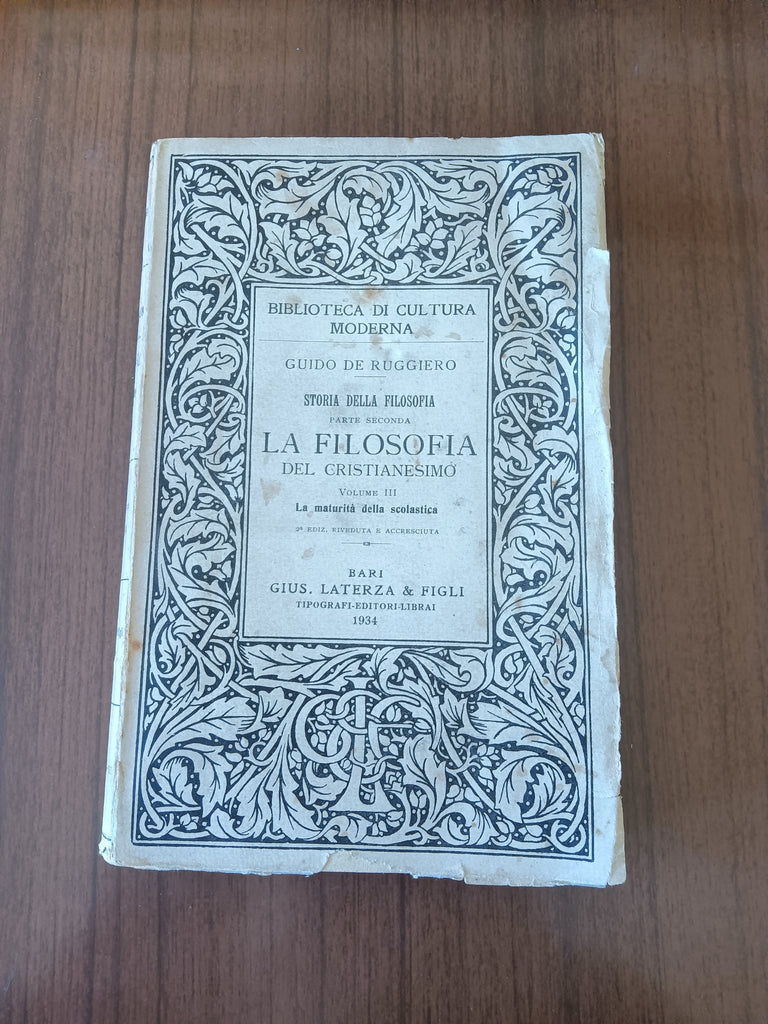 BIBLIOTECA DI CULTURA
MODERNA
GUIDO DE RUGGIERO
STORIA DELLA FILOSOFIA
PARTE SECONDA
LA FILOSOFIA
DEL CRISTIANESIMO
VOLUME III
La maturità della scolastica
2ª EDIZ. RIVEDUTA E ACCRESCIUTA
BARI
GIUS. LATERZA & FIGLI
TIPOGRAFI-EDITORI-LIBRAI
1934